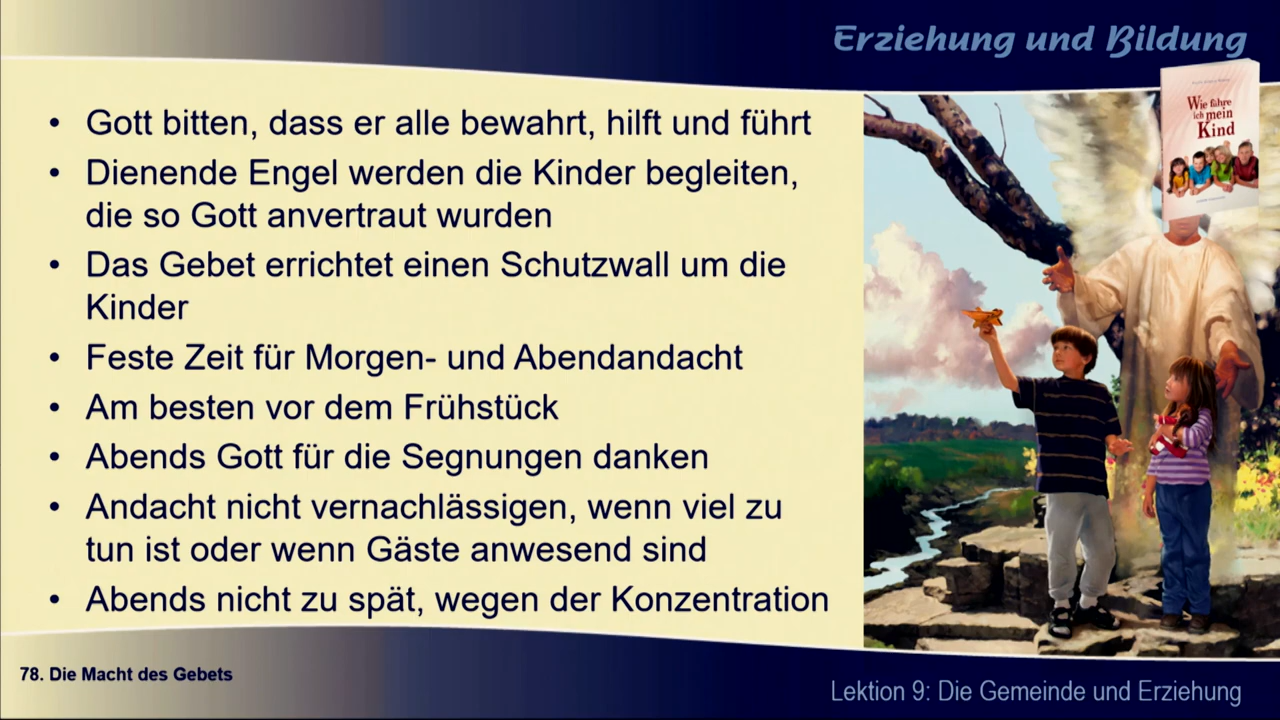 Erziehung und Bildung
Wie führe
ich mein
Kind
• Gott bitten, dass er alle bewahrt, hilft und führt
• Dienende Engel werden die Kinder begleiten,
die so Gott anvertraut wurden
• Das Gebet errichtet einen Schutzwall um die
Kinder
• Feste Zeit für Morgen- und Abendandacht
• Am besten vor dem Frühstück
• Abends Gott für die Segnungen danken
• Andacht nicht vernachlässigen, wenn viel zu
tun ist oder wenn Gäste anwesend sind
• Abends nicht zu spät, wegen der Konzentration
78. Die Macht des Gebets
Lektion 9: Die Gemeinde und Erziehung